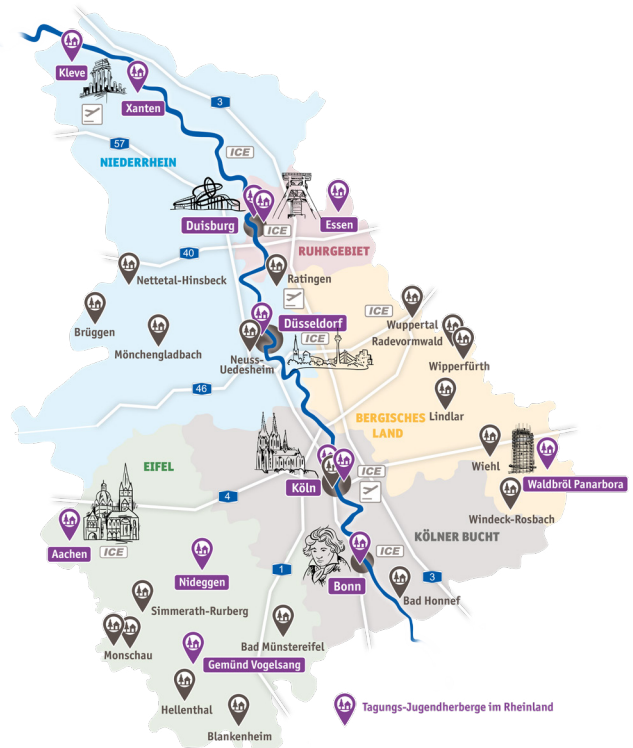 Kleve
Xanten
3
ICE
57
NIEDERRHEIN
Duisburg
ICE
Essen
RUHRGEBIET
40
Nettetal-Hinsbeck
Ratingen
Brüggen
Mönchengladbach
Düsseldorf
ICE
ICE
Wuppertal
Radevormwald
Wipperfürth
Neuss-
Uedesheim
46
Lindlar
BERGISCHES
LAND
EIFEL
Wiehl
Waldbröl Panarbora
Köln
ICE
4
Windeck-Rosbach
KÖLNER BUCHT
Aachen
ICE
Nideggen
1
Bonn
ICE
3
Bad Honnef
Simmerath-Rurberg
Monschau
Bad Münstereifel
Gemünd Vogelsang
Hellenthal
Blankenheim
Tagungs-Jugendherberge im Rheinland